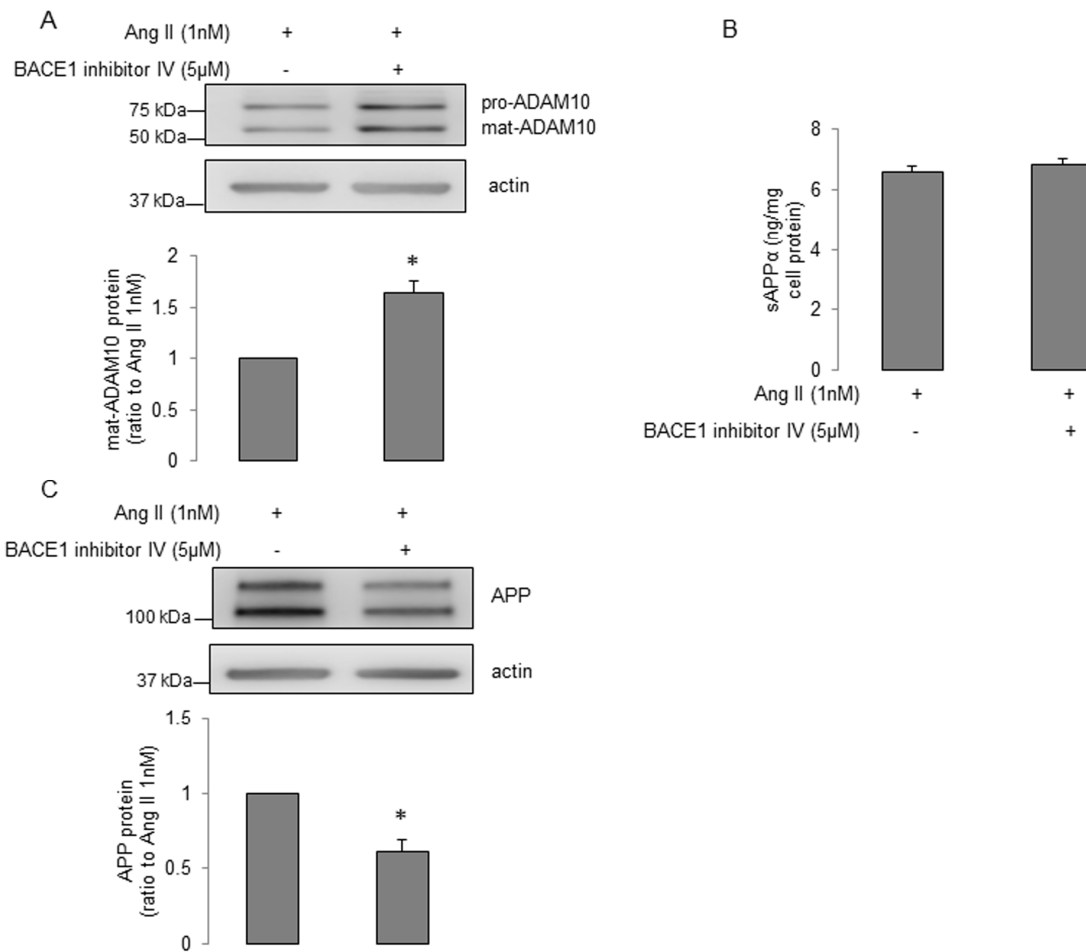 A
Ang II (1nM) + +
BACE1 inhibitor IV (5µM) - +
75 kDa
50 kDa
pro-ADAM10
mat-ADAM10
37 kDa
actin
mat-ADAM10 protein
(ratio to Ang II 1nM)
2
1.5
1
0.5
0
*
B
sAPPα (ng/mg
cell protein)
8
6
4
2
0
Ang II (1nM) + +
BACE1 inhibitor IV (5µM) - +
C
Ang II (1nM) + +
BACE1 inhibitor IV (5µM) - +
100 kDa
APP
37 kDa
actin
APP protein
(ratio to Ang II 1nM)
1.5
1
0.5
0
*